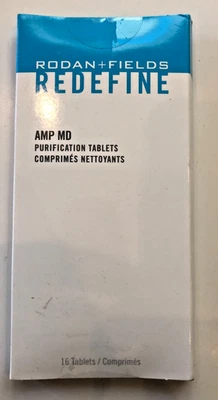 RODAN+FIELDS
REDEFINE
AMP MD
PURIFICATION TABLETS
COMPRIMÉS NETTOYANTS
16 Tablets / Comprimés